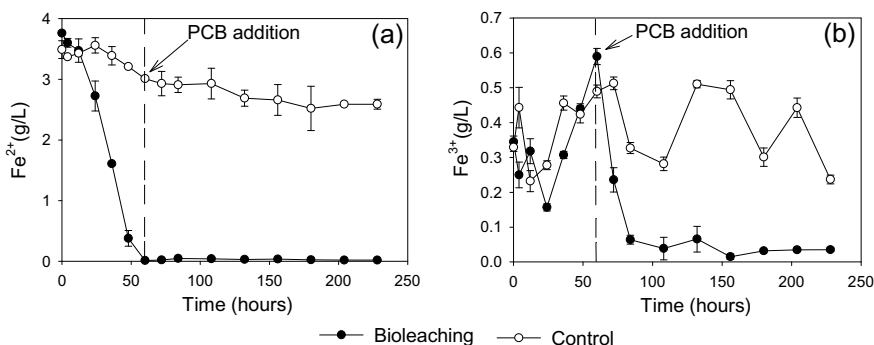 PCB addition
(a)
4
3
2
1
0
Fe2+(g/L)
0 50 100 150 200 250
Time (hours)
PCB addition
(b)
0.7
0.6
0.5
0.4
0.3
0.2
0.1
0.0
Fe3+(g/L)
0 50 100 150 200 250
Time (hours)
Bioleaching Control